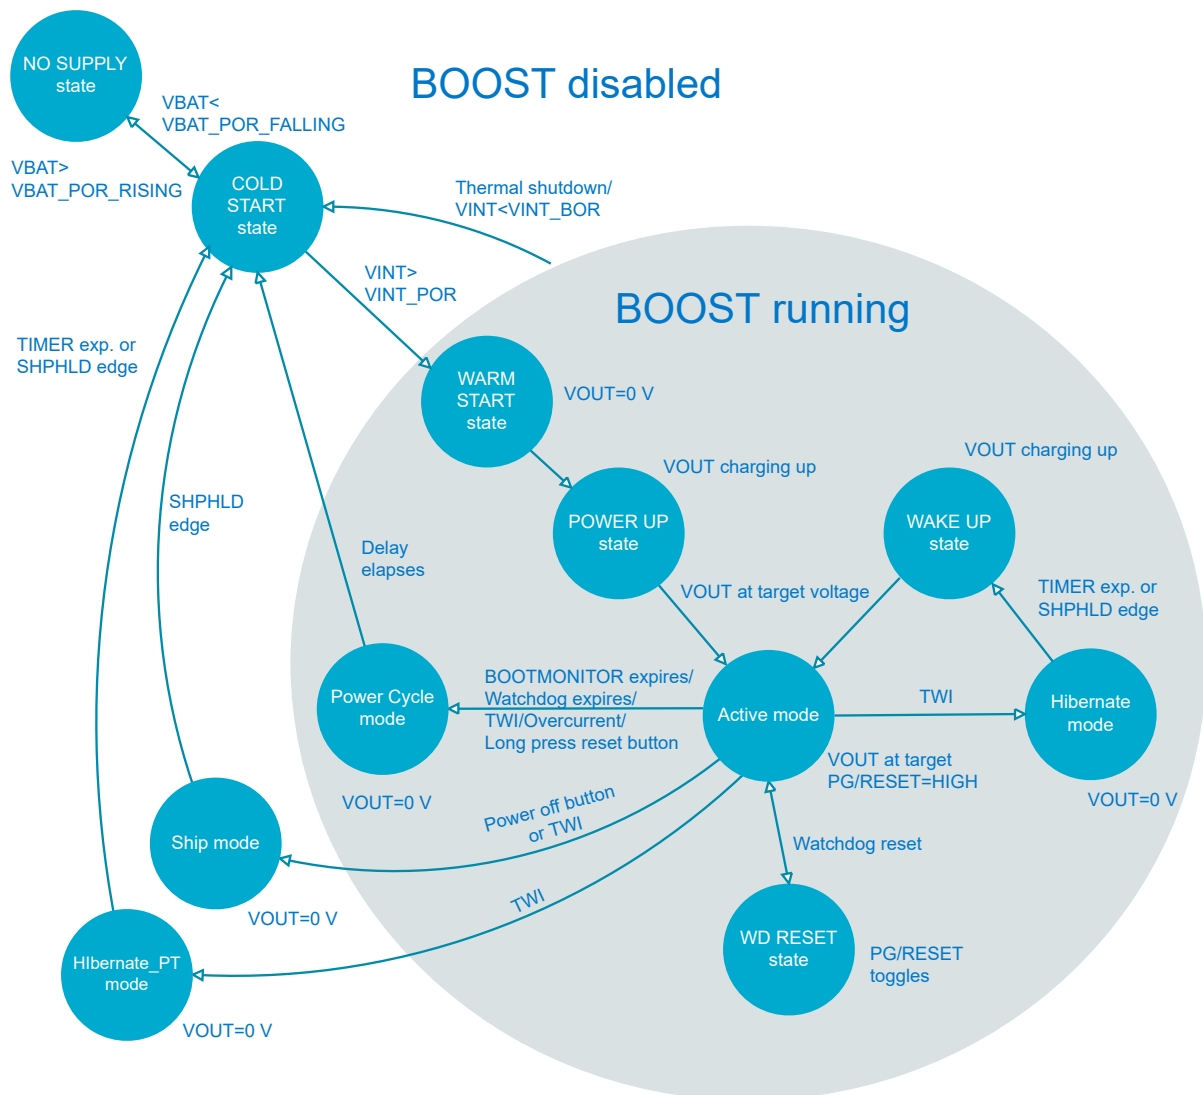 NO SUPPLY
state
BOOST disabled
VBAT<
VBAT_POR_FALLING
VBAT>
VBAT_POR_RISING
COLD
START
state
Thermal shutdown/
VINT<VINT_BOR
VINT>
VINT_POR
BOOST running
TIMER exp. or
SHPHLD edge
WARM
START
state
VOUT=0 V
VOUT charging up
VOUT charging up
SHPHLD
edge
POWER UP
state
WAKE UP
state
Delay
elapses
VOUT at target voltage
TIMER exp. or
SHPHLD edge
Power Cycle
mode
BOOTMONITOR expires/
Watchdog expires/
TWI/Overcurrent/
Long press reset button
Active mode
TWI
Hibernate
mode
VOUT at target
PG/RESET=HIGH
VOUT=0 V
VOUT=0 V
Power off button
or TWI
Ship mode
Watchdog reset
TWI
VOUT=0 V
WD RESET
state
PG/RESET
toggles
HIbernate_PT
mode
VOUT=0 V